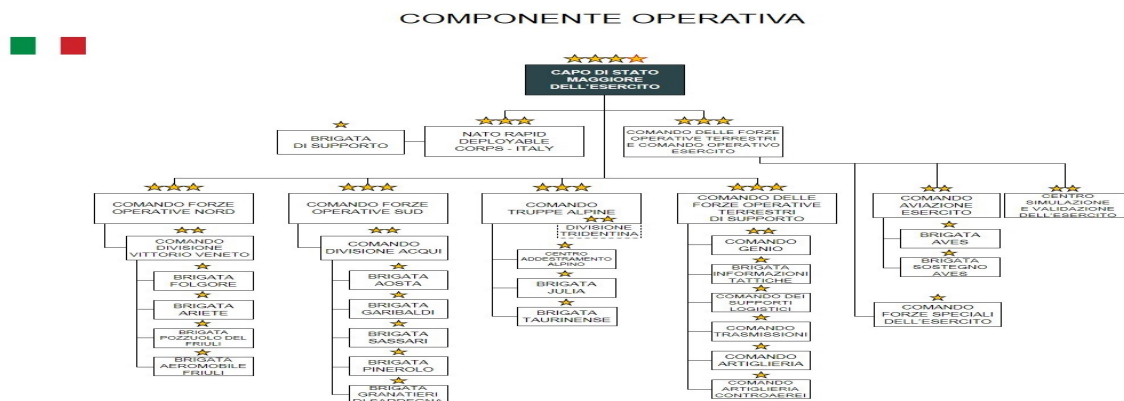 COMPONENTE OPERATIVA
CAPO DI STATO
MAGGIORE
DELL'ESERCITO
BRIGATA
DI SUPPORTO
NATO RAPID
DEPLOYABLE
CORPS - ITALY
COMANDO DELLE FORZE
OPERATIVE TERRESTRI
E COMANDO OPERATIVO
ESERCITO
COMANDO FORZE
OPERATIVE NORD
COMANDO FORZE
OPERATIVE SUD
COMANDO
TRUPPE ALPINE
COMANDO DELLE
FORZE OPERATIVE
TERRESTRI
DI SUPPORTO
COMANDO
AVIAZIONE
ESERCITO
CENTRO
SIMULAZIONE
E VALIDAZIONE
DELL'ESERCITO
COMANDO
DIVISIONE
VITTORIO VENETO
BRIGATA
FOLGORE
BRIGATA
ARIETE
BRIGATA
POZZUOLO DEL
FRIULI
BRIGATA
AEROMOBILE
FRIULI
COMANDO
DIVISIONE ACQUI
BRIGATA
AOSTA
BRIGATA
GARIBALDI
BRIGATA
SASSARI
BRIGATA
PINEROLO
BRIGATA
GRANATIERI
DI SARDEGNA
DIVISIONE
TRIDENTINA
CENTRO
ADDESTRAMENTO
ALPINO
BRIGATA
JULIA
BRIGATA
TAURINENSE
COMANDO
GENIO
BRIGATA
INFORMAZIONI
TATTICHE
COMANDO DEI
SUPPORTI
LOGISTICI
COMANDO
TRASMISSIONI
COMANDO
ARTIGLIERIA
COMANDO
ARTIGLIERIA
CONTROAEREI
BRIGATA
AVES
BRIGATA
SOSTEGNO
AVES
COMANDO
FORZE SPECIALI
DELL'ESERCITO